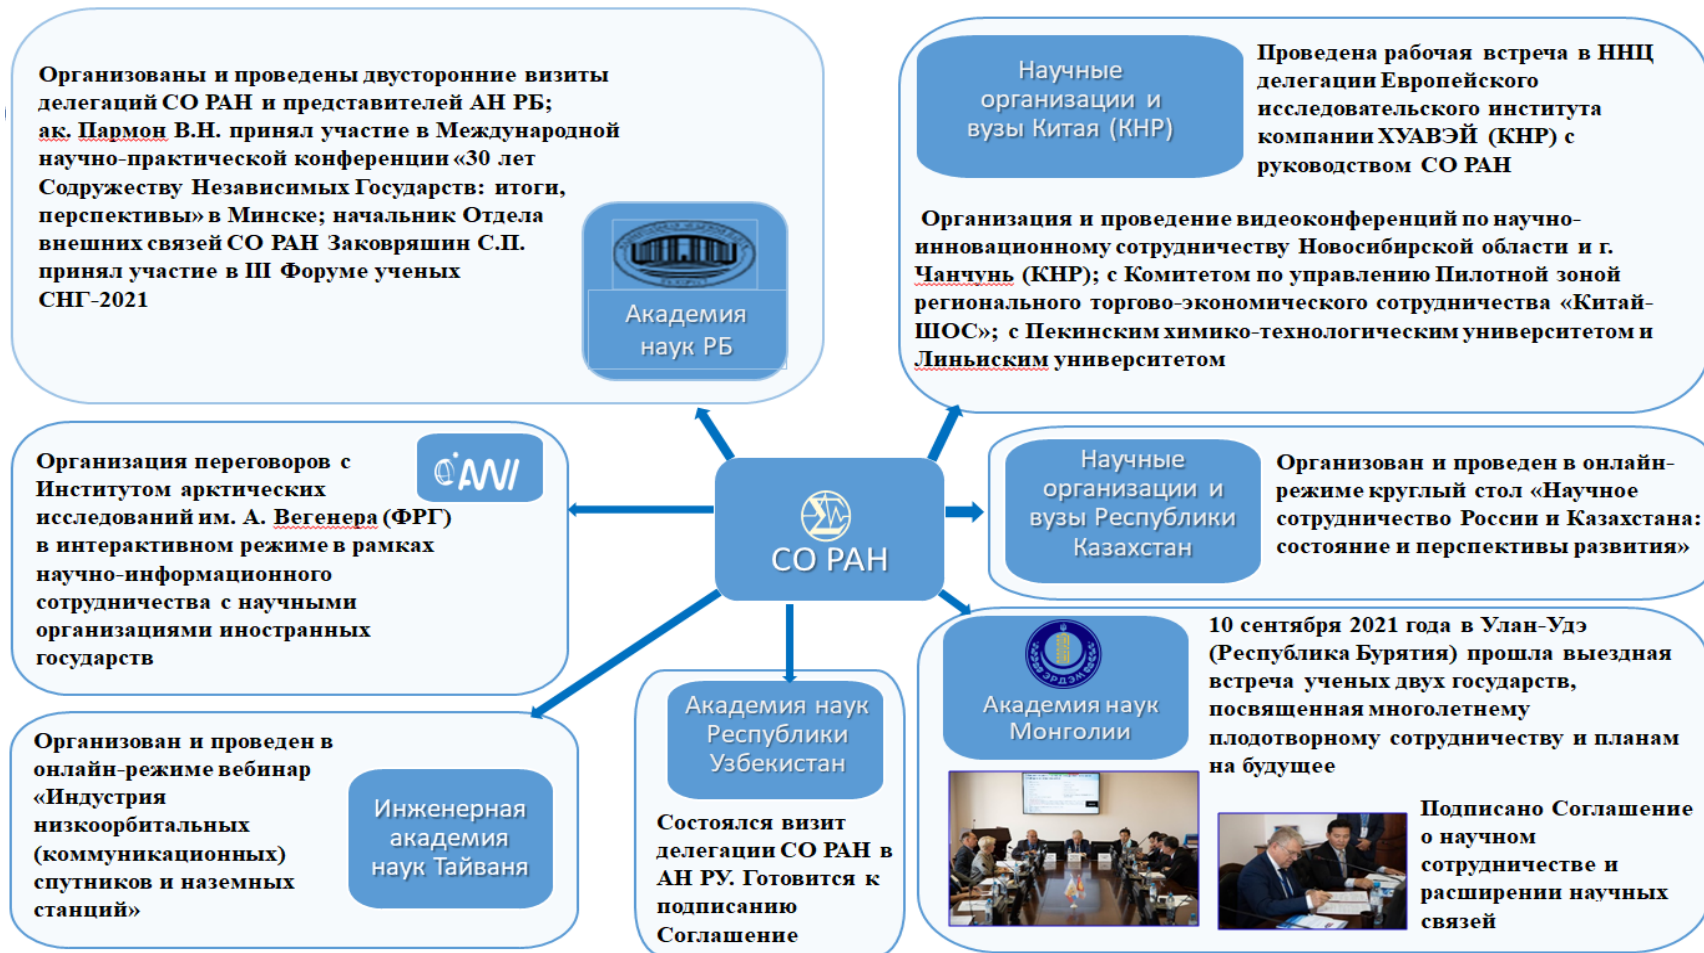 Организованы и проведены двусторонние визиты
делегаций СО РАН и представителей АН РБ;
ак. Пармон В.Н. принял участие в Международной
научно-практической конференции «30 лет
Содружеству Независимых Государств: итоги,
перспективы» в Минске; начальник Отдела
внешних связей СО РАН Заковряшин С.П.
принял участие в III Форуме ученых
СНГ-2021
Академия
наук РБ
Научные
организации и
вузы Китая (КНР)
Проведена рабочая встреча в ННЦ
делегации Европейского
исследовательского института
компании ХУАВЭЙ (КНР) с
руководством СО РАН
Организация и проведение видеоконференций по научно-
инновационному сотрудничеству Новосибирской области и г.
Чанчунь (КНР); с Комитетом по управлению Пилотной зоной
регионального торгово-экономического сотрудничества «Китай-
ШОС»; с Пекинским химико-технологическим университетом и
Линьиским университетом
Организация переговоров с
Институтом арктических
исследований им. А. Вегенера (ФРГ)
в интерактивном режиме в рамках
научно-информационного
сотрудничества с научными
организациями иностранных
государств
AWI
СО РАН
Научные
организации и
вузы Республики
Казахстан
Организован и проведен в онлайн-
режиме круглый стол «Научное
сотрудничество России и Казахстана:
состояние и перспективы развития»
Организован и проведен в
онлайн-режиме вебинар
«Индустрия
низкоорбитальных
(коммуникационных)
спутников и наземных
станций»
Инженерная
академия
наук Тайваня
Академия наук
Республики
Узбекистан
Состоялся визит
делегации СО РАН в
АН РУ. Готовится к
подписанию
Соглашение
ЭРДЭМ
Академия наук
Монголии
10 сентября 2021 года в Улан-Удэ
(Республика Бурятия) прошла выездная
встреча ученых двух государств,
посвященная многолетнему
плодотворному сотрудничеству и планам
на будущее
Подписано Соглашение
о научном
сотрудничестве и
расширении научных
связей